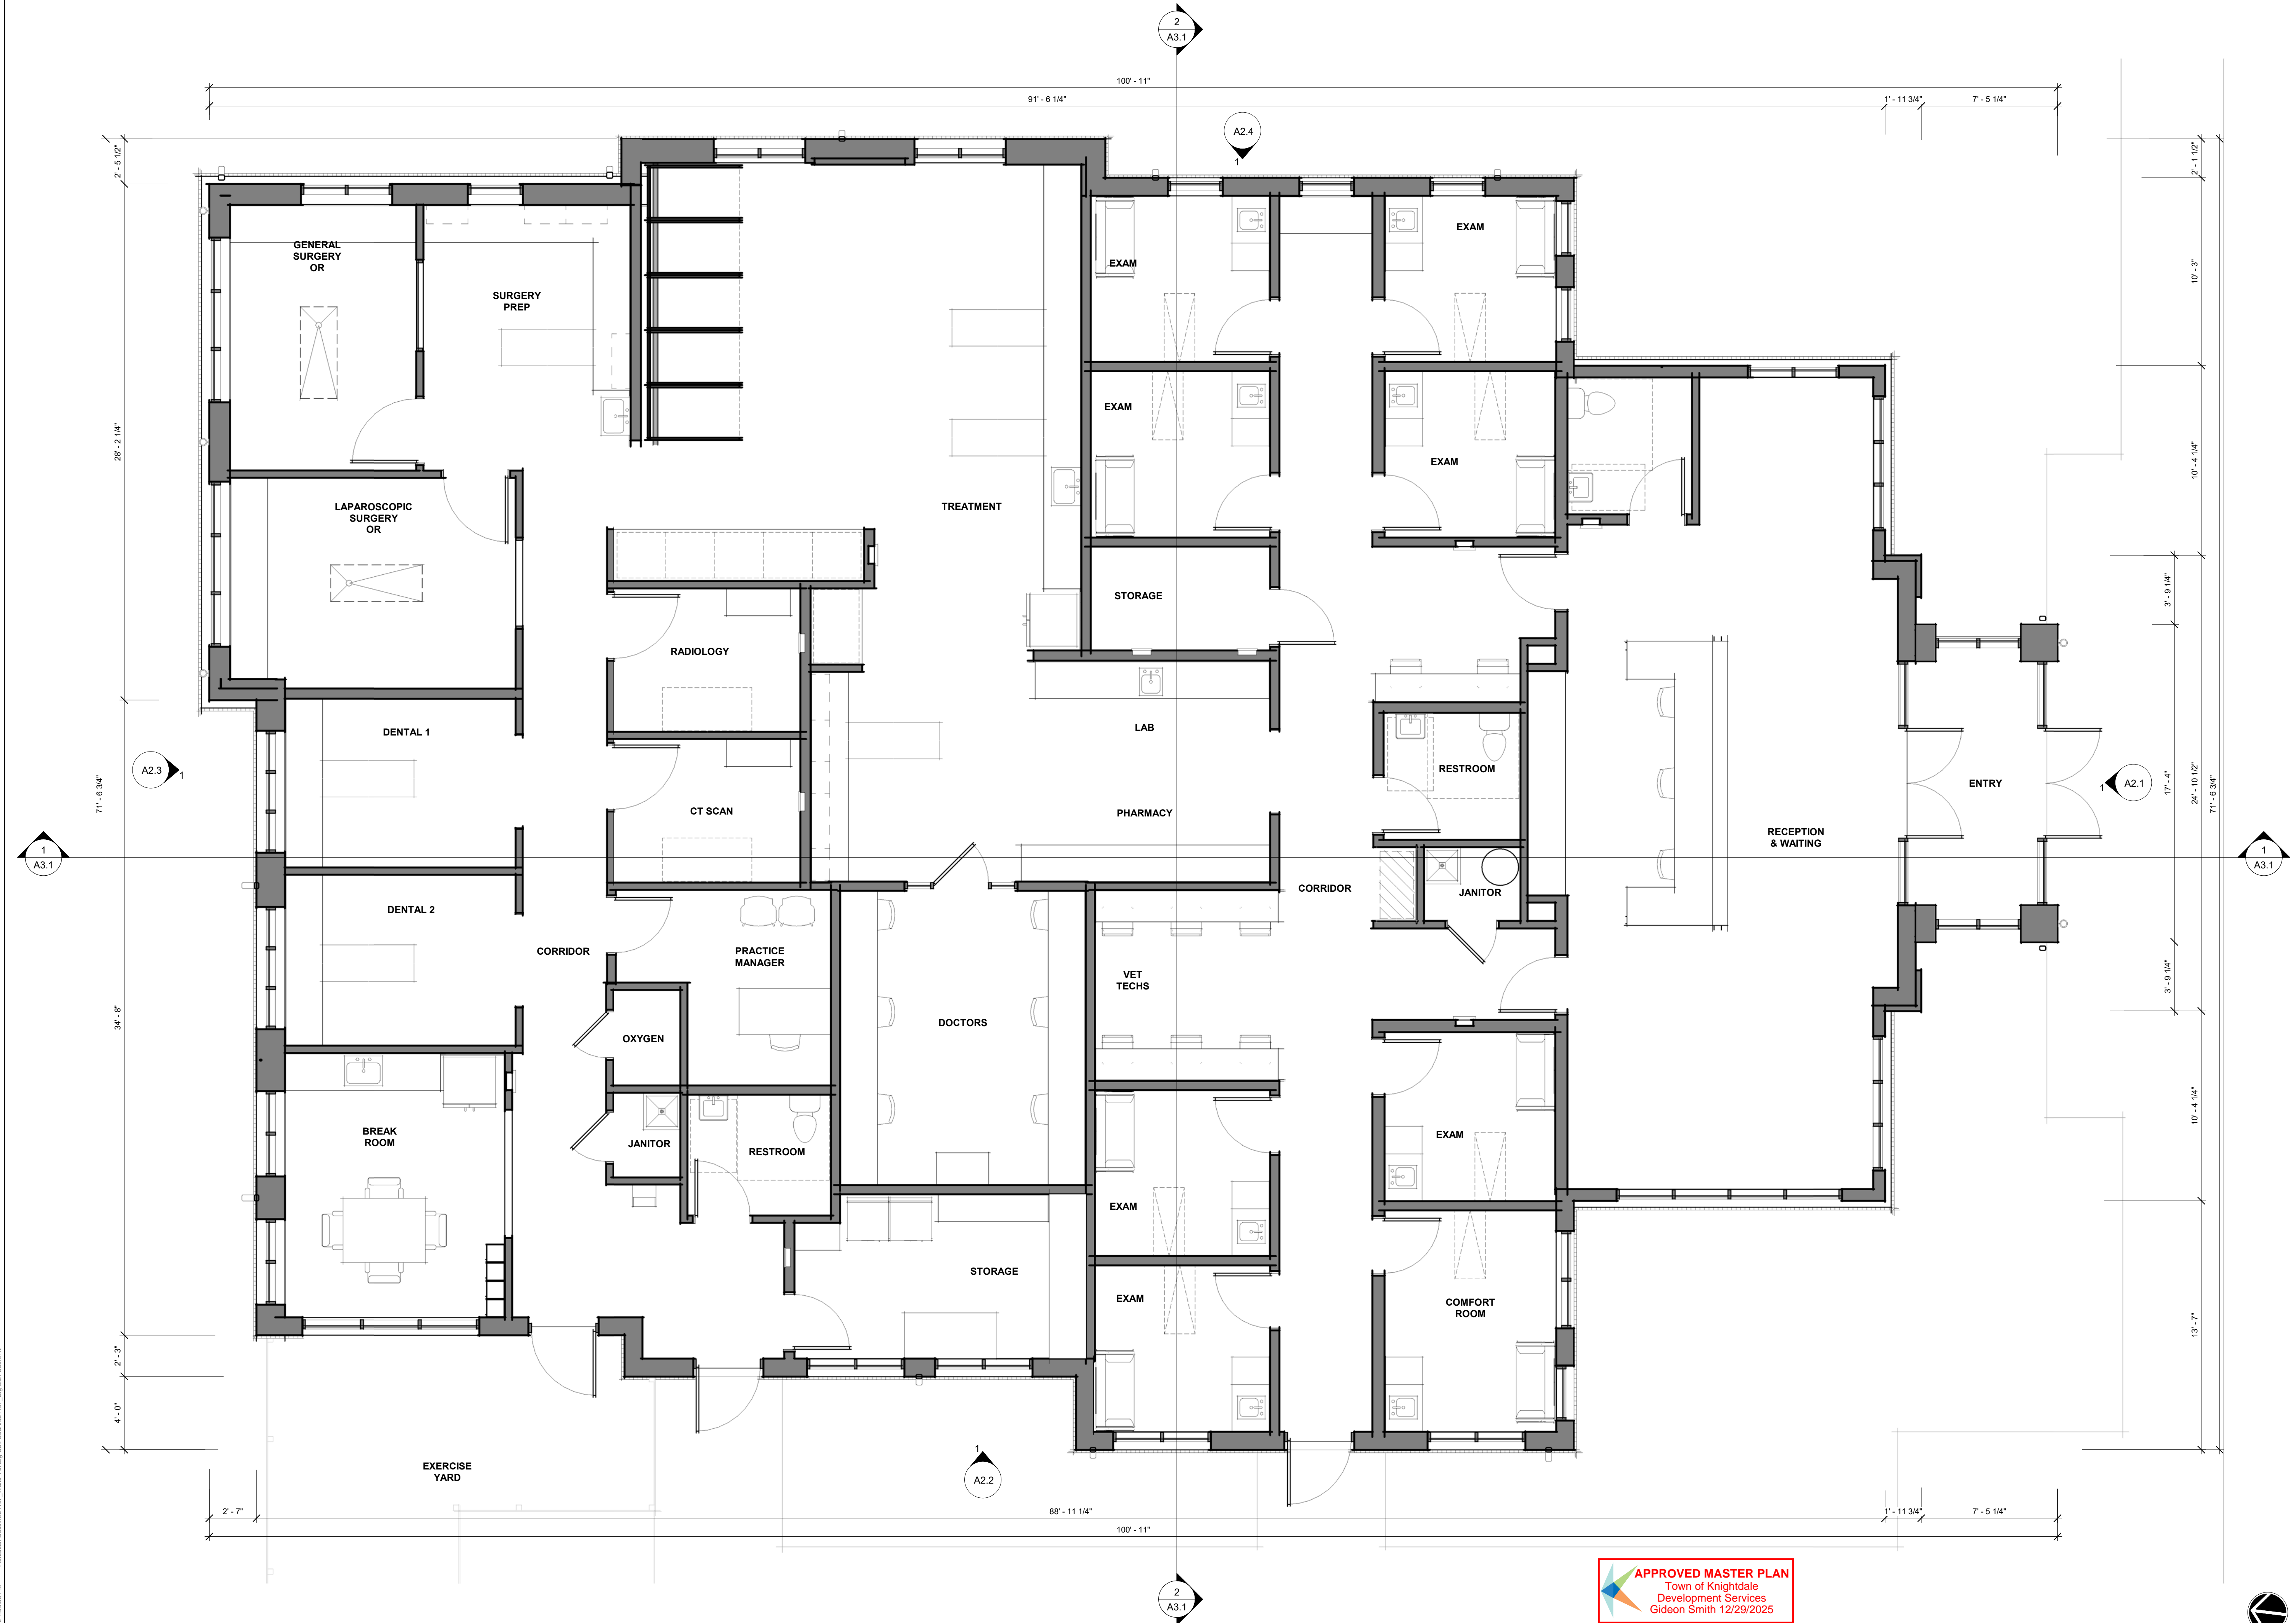 2
A3.1
100' - 11"
91' - 6 1/4"
1' - 11 3/4"
7' - 5 1/4"
A2.4
1
2' - 5 1/2"
28' - 2 1/4"
71' - 6 3/4"
34' - 8"
2' - 3"
4' - 0"
2' - 1 1/2"
10' - 3"
10' - 4 1/4"
3' - 9 1/4"
17' - 4"
24' - 10 1/2"
71' - 6 3/4"
3' - 9 1/4"
10' - 4 1/4"
13' - 7"
GENERAL
SURGERY
OR
SURGERY
PREP
EXAM
EXAM
EXAM
EXAM
LAPAROSCOPIC
SURGERY
OR
TREATMENT
STORAGE
RADIOLOGY
DENTAL 1
LAB
RESTROOM
A2.3
1
CT SCAN
PHARMACY
ENTRY
1
A2.1
RECEPTION
& WAITING
1
A3.1
1
A3.1
CORRIDOR
JANITOR
DENTAL 2
CORRIDOR
PRACTICE
MANAGER
VET
TECHS
OXYGEN
DOCTORS
BREAK
ROOM
JANITOR
RESTROOM
EXAM
EXAM
STORAGE
EXAM
COMFORT
ROOM
EXERCISE
YARD
1
A2.2
2' - 7"
88' - 11 1/4"
1' - 11 3/4"
7' - 5 1/4"
100' - 11"
2
A3.1
APPROVED MASTER PLAN
Town of Knightdale
Development Services
Gideon Smith 12/29/2025